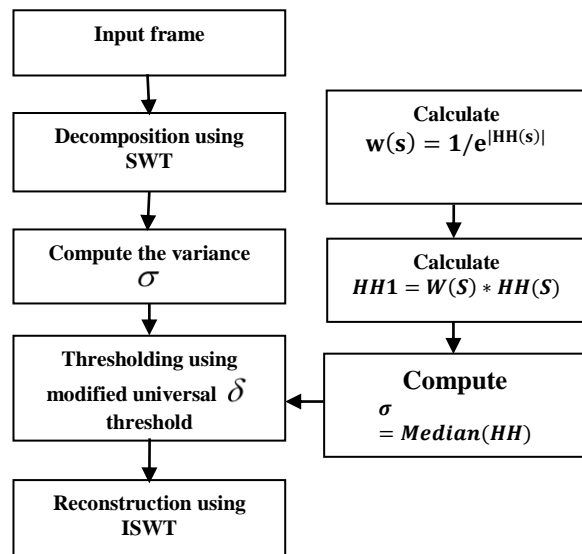 Input frame
Decomposition using
SWT
Compute the variance
σ
Thresholding using
modified universal δ
threshold
Reconstruction using
ISWT
Calculate
w(s) = 1/e^|HH(s)|
Calculate
HH1 = W(S) * HH(S)
Compute
σ
= Median(HH)